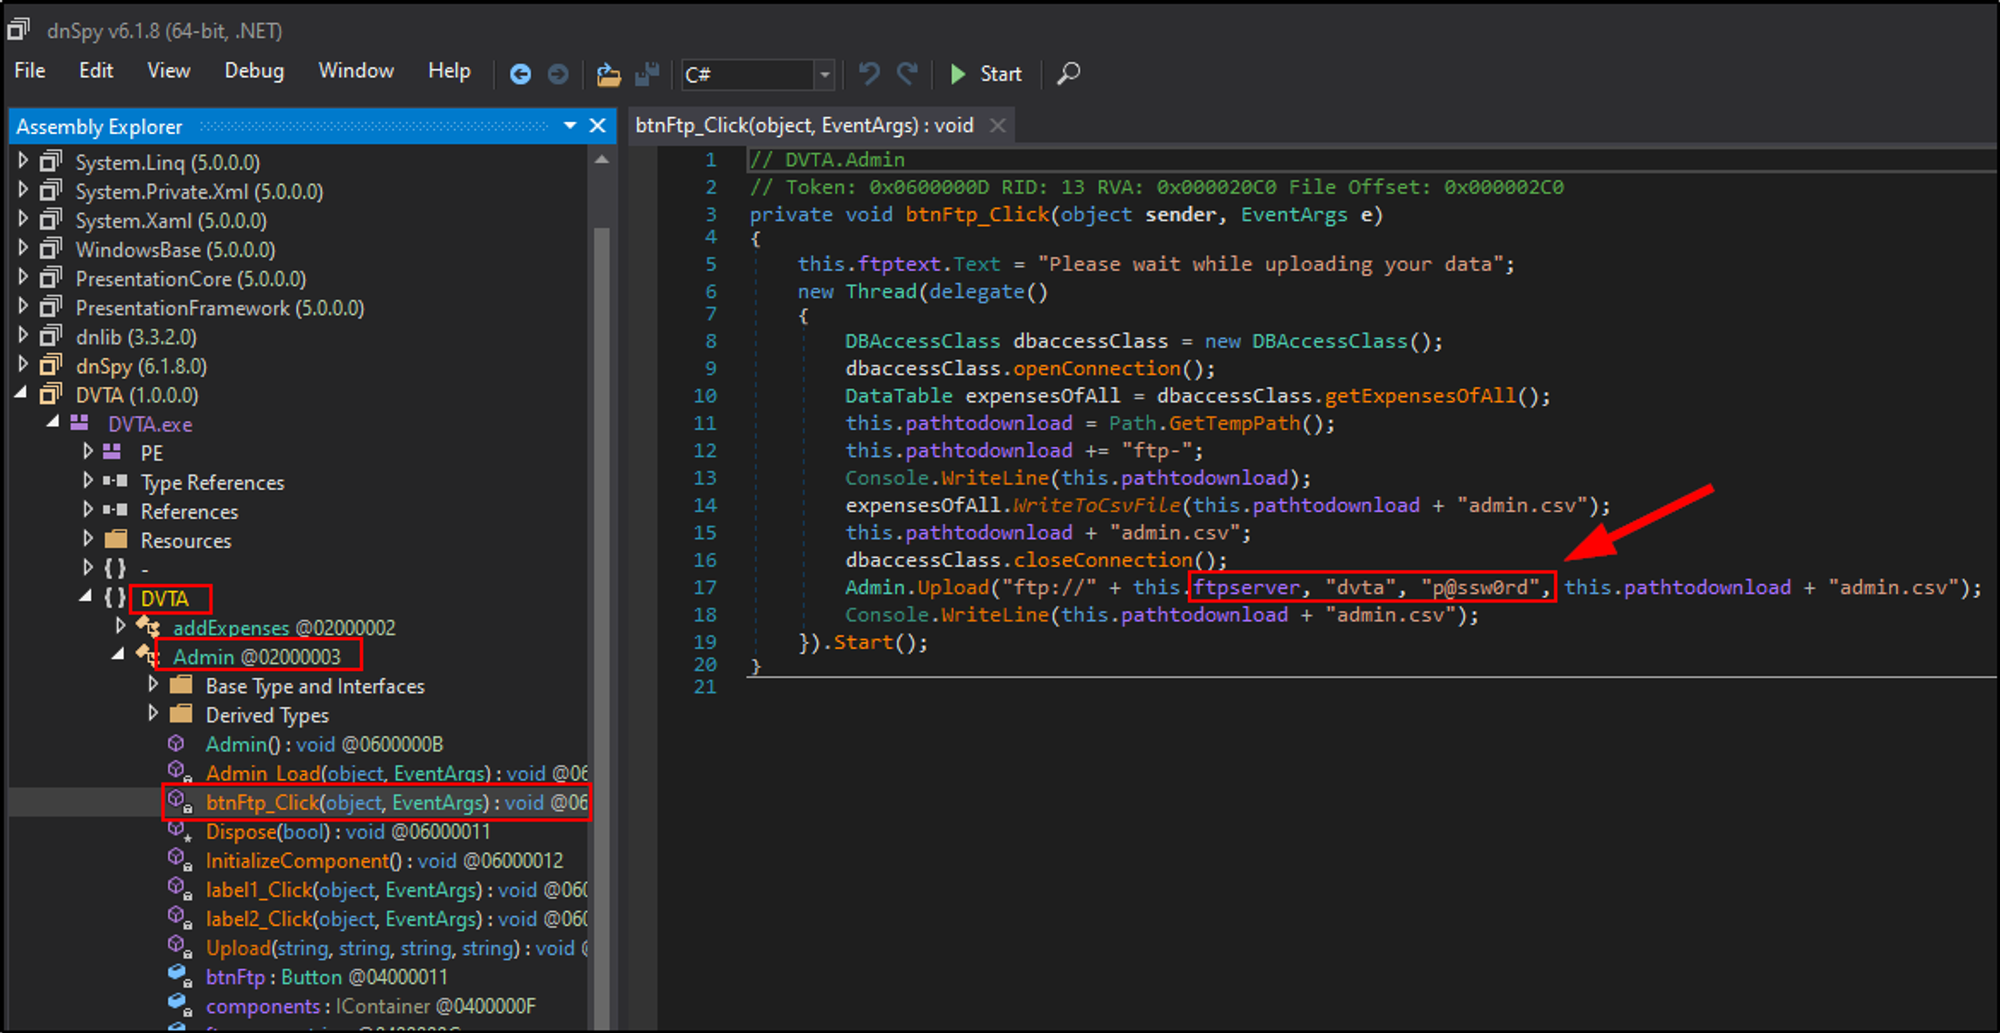 dnSpy v6.1.8 (64-bit, .NET)
File Edit View Debug Window Help C# Start
Assembly Explorer
System.Linq (5.0.0.0)
System.Private.Xml (5.0.0.0)
System.Xaml (5.0.0.0)
WindowsBase (5.0.0.0)
PresentationCore (5.0.0.0)
PresentationFramework (5.0.0.0)
dnlib (3.3.2.0)
dnSpy (6.1.8.0)
DVTA (1.0.0.0)
DVTA.exe
PE
Type References
References
Resources
{ } -
{ } DVTA
addExpenses @02000002
Admin @02000003
Base Type and Interfaces
Derived Types
Admin() : void @0600000B
Admin_Load(object, EventArgs) : void @06
btnFtp_Click(object, EventArgs) : void @06
Dispose(bool) : void @06000011
InitializeComponent() : void @06000012
label1_Click(object, EventArgs) : void @060
label2_Click(object, EventArgs) : void @060
Upload(string, string, string, string) : void @
btnFtp : Button @04000011
components : IContainer @0400000F
btnFtp_Click(object, EventArgs) : void
1 // DVTA.Admin
2 // Token: 0x0600000D RID: 13 RVA: 0x000020C0 File Offset: 0x000002C0
3 private void btnFtp_Click(object sender, EventArgs e)
4 {
5 this.ftptext.Text = "Please wait while uploading your data";
6 new Thread(delegate()
7 {
8 DBAccessClass dbaccessClass = new DBAccessClass();
9 dbaccessClass.openConnection();
10 DataTable expensesOfAll = dbaccessClass.getExpensesOfAll();
11 this.pathtodownload = Path.GetTempPath();
12 this.pathtodownload += "ftp-";
13 Console.WriteLine(this.pathtodownload);
14 expensesOfAll.WriteToCsvFile(this.pathtodownload + "admin.csv");
15 this.pathtodownload + "admin.csv";
16 dbaccessClass.closeConnection();
17 Admin.Upload("ftp://" + this.ftpserver, "dvta", "p@ssw0rd", this.pathtodownload + "admin.csv");
18 Console.WriteLine(this.pathtodownload + "admin.csv");
19 }).Start();
20 }
21